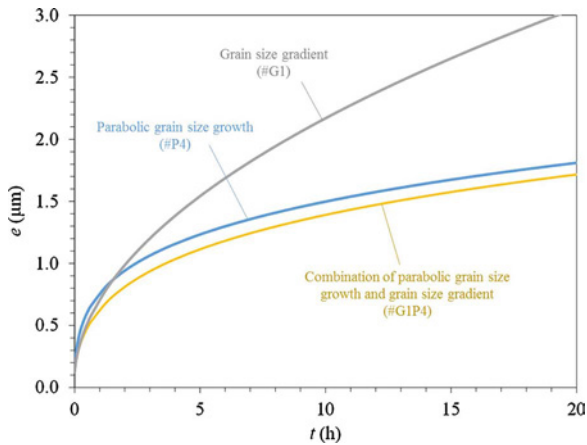 3.0
Grain size gradient
(#G1)
2.5
Parabolic grain size growth
(#P4)
2.0
e (μm)
1.5
1.0
Combination of parabolic grain size
growth and grain size gradient
(#G1P4)
0.5
0.0
0 5 10 15 20
t (h)